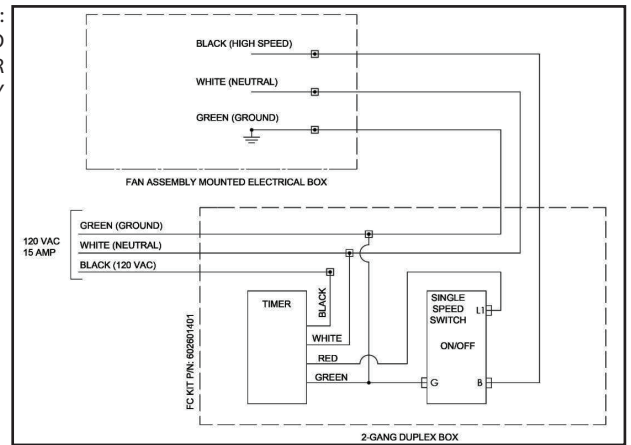 :
D
R
Y
BLACK (HIGH SPEED)
WHITE (NEUTRAL)
GREEN (GROUND)
FAN ASSEMBLY MOUNTED ELECTRICAL BOX
120 VAC
15 AMP
GREEN (GROUND)
WHITE (NEUTRAL)
BLACK (120 VAC)
FC KIT P/N: 602601401
TIMER
BLACK
WHITE
RED
GREEN
SINGLE
SPEED
SWITCH
L1
ON/OFF
G
B
2-GANG DUPLEX BOX